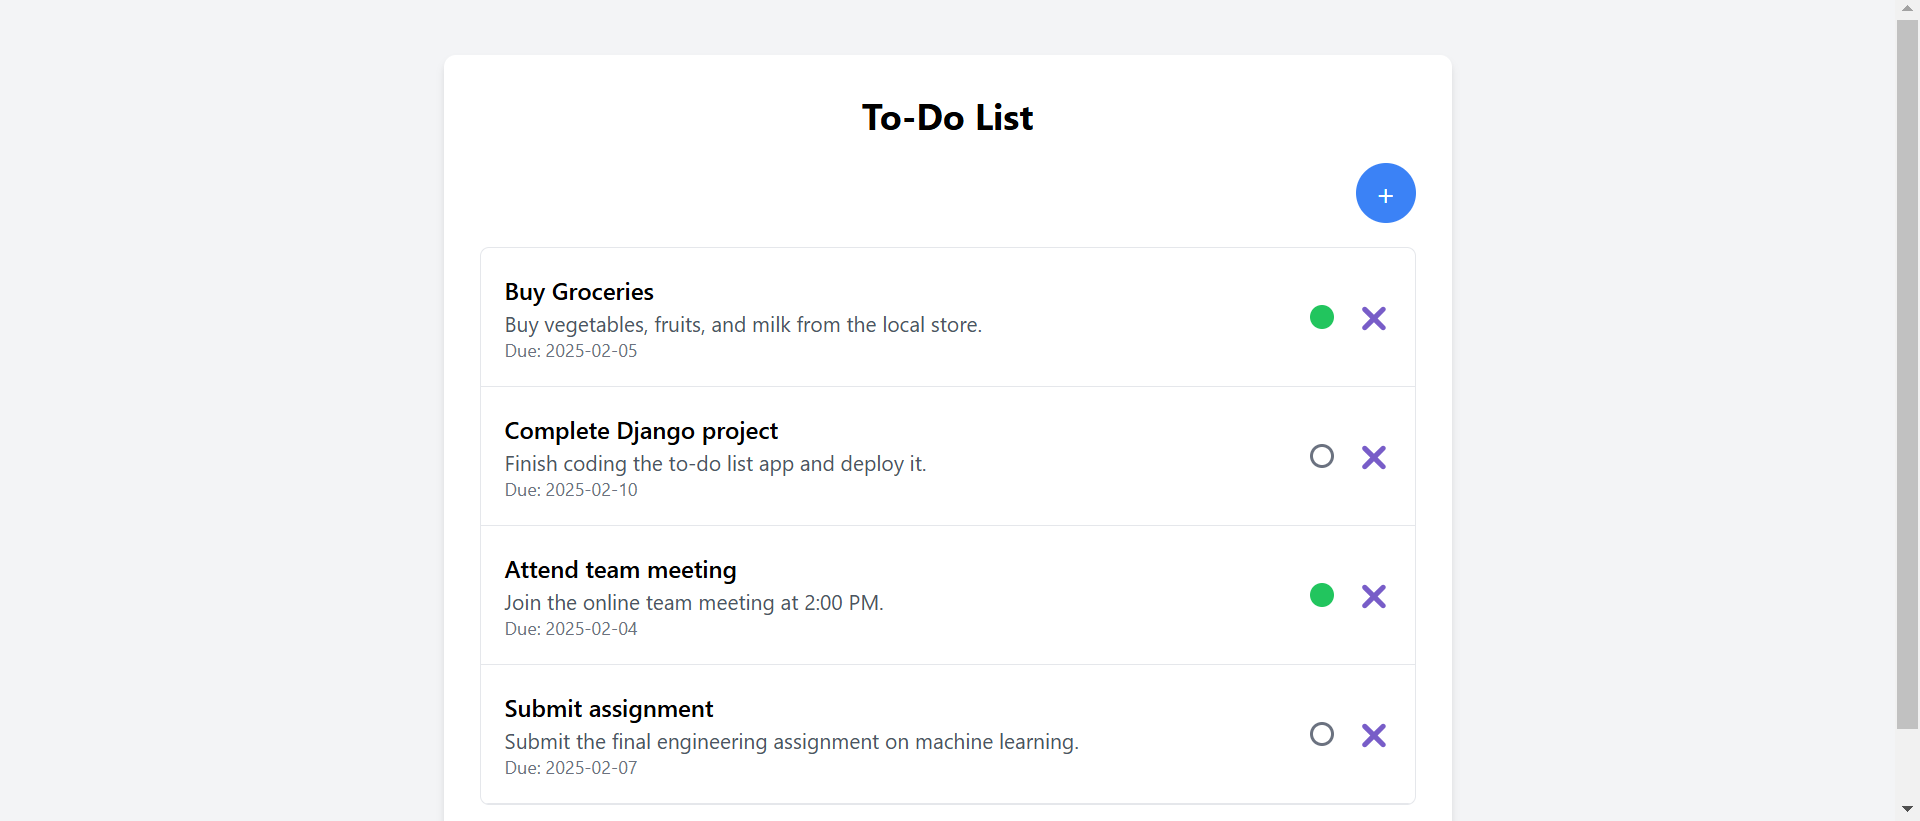 To-Do List
+
Buy Groceries
Buy vegetables, fruits, and milk from the local store.
Due: 2025-02-05
Complete Django project
Finish coding the to-do list app and deploy it.
Due: 2025-02-10
Attend team meeting
Join the online team meeting at 2:00 PM.
Due: 2025-02-04
Submit assignment
Submit the final engineering assignment on machine learning.
Due: 2025-02-07